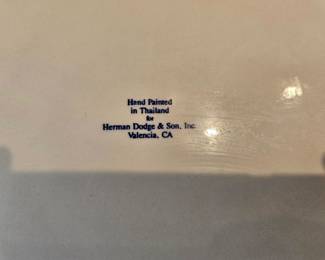 Hand Painted
in Thailand
for
Herman Dodge & Son, Inc.
Valencia, CA